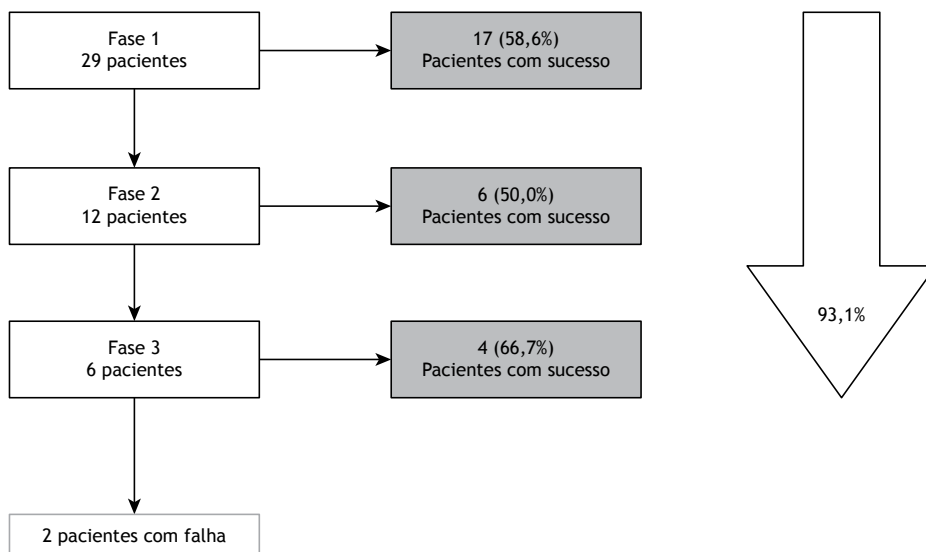 Fase 1
29 pacientes
17 (58,6%)
Pacientes com sucesso
Fase 2
12 pacientes
6 (50,0%)
Pacientes com sucesso
93,1%
Fase 3
6 pacientes
4 (66,7%)
Pacientes com sucesso
2 pacientes com falha